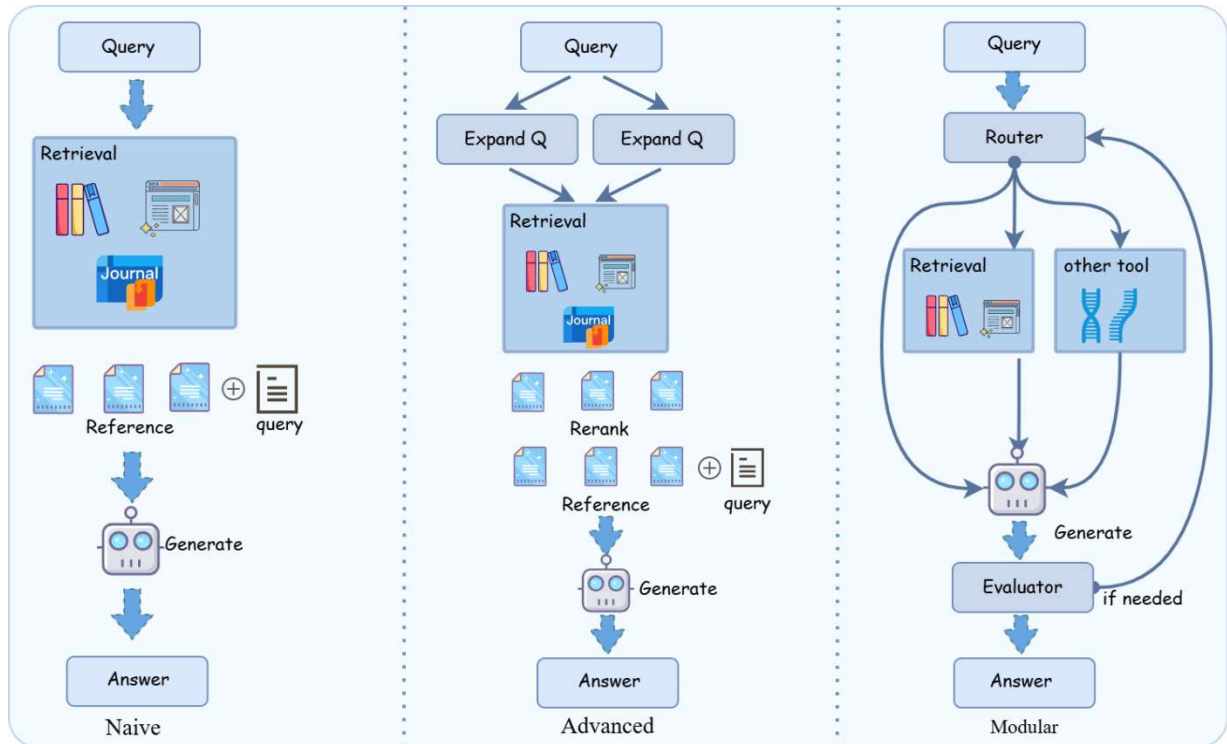 Query
Retrieval
Journal
Reference
query
Generate
Answer
Naive
Query
Expand Q
Expand Q
Retrieval
Journal
Rerank
Reference
query
Generate
Answer
Advanced
Query
Router
Retrieval
other tool
Generate
Evaluator
if needed
Answer
Modular